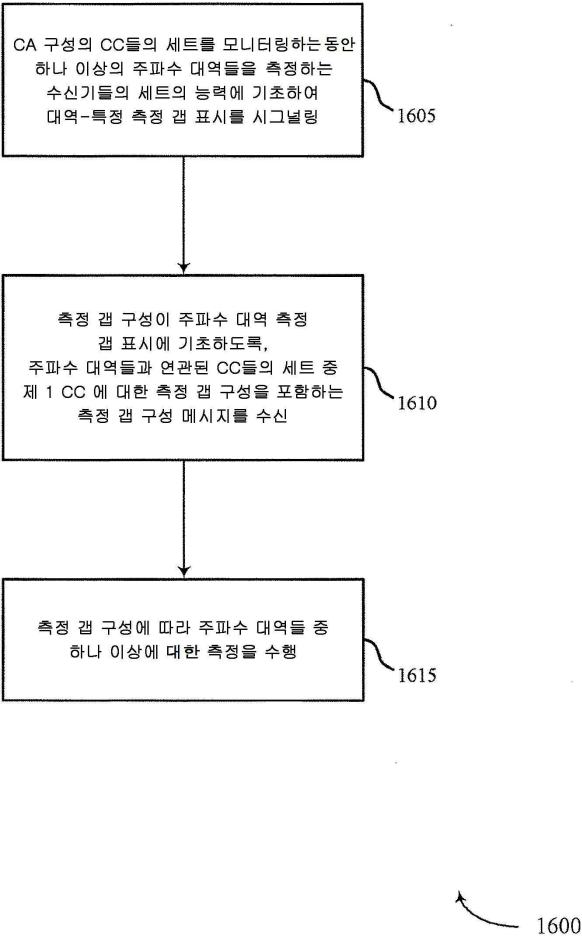 CA 구성의 CC들의 세트를 모니터링하는동안
하나 이상의 주파수 대역들을 측정하는
수신기들의 세트의 능력에 기초하여
대역-특정 측정 갭 표시를 시그널링
1605
측정 갭 구성이 주파수 대역 측정
갭 표시에 기초하도록,
주파수 대역들과 연관된 CC들의 세트 중
제 1 CC 에 대한 측정 갭 구성을 포함하는
측정 갭 구성 메시지를 수신
1610
측정 갭 구성에 따라 주파수 대역들 중
하나 이상에 대한 측정을 수행
1615
1600